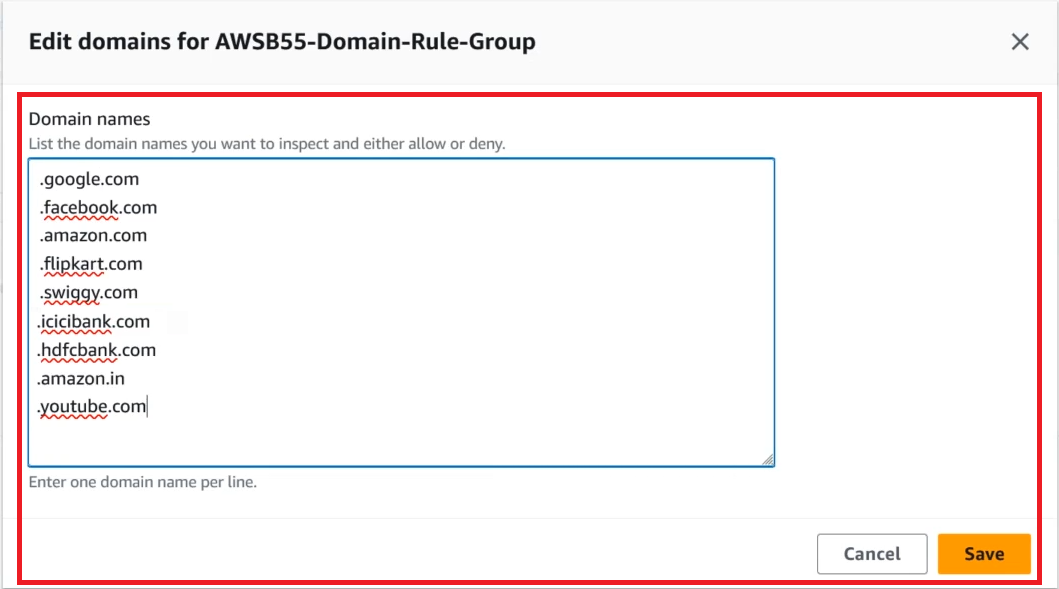 Edit domains for AWSB55-Domain-Rule-Group
Domain names
List the domain names you want to inspect and either allow or deny.
.google.com
.facebook.com
.amazon.com
.flipkart.com
.swiggy.com
.icicibank.com
.hdfcbank.com
.amazon.in
.youtube.com
Enter one domain name per line.
Cancel Save